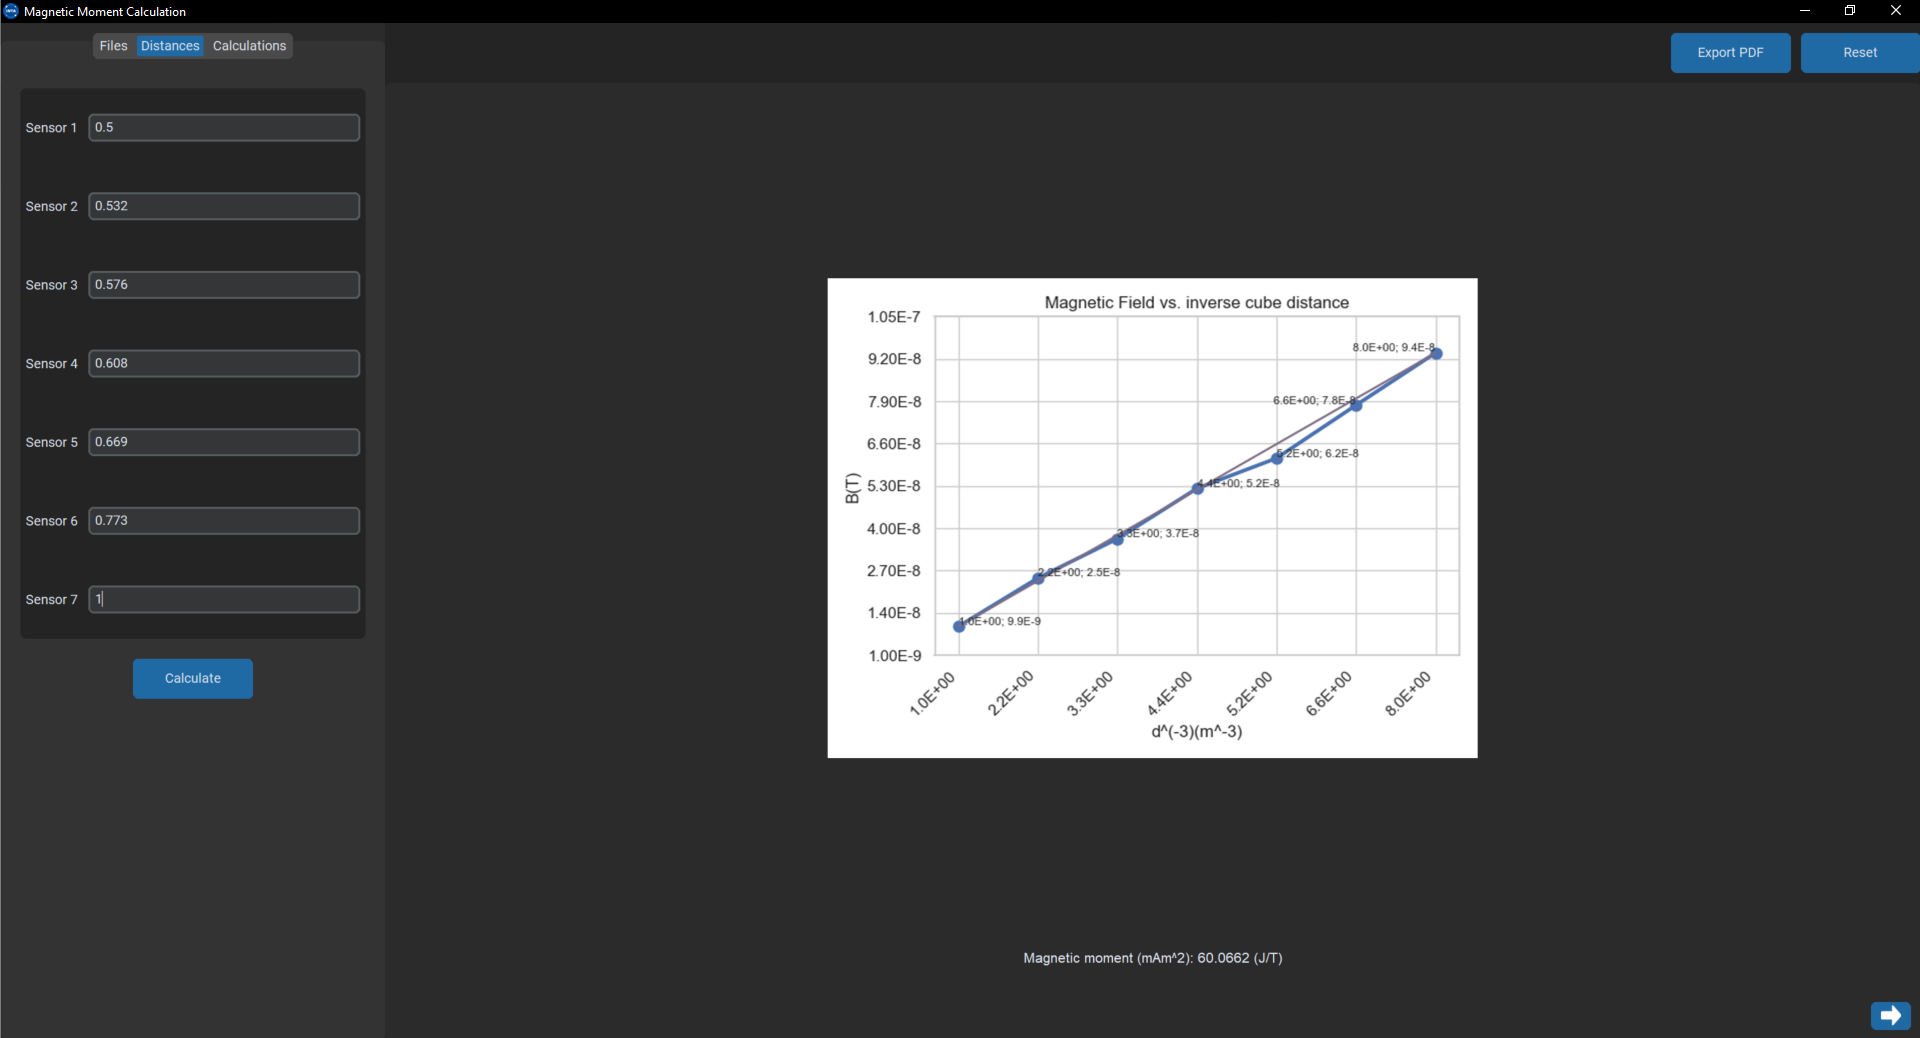 Magnetic Moment Calculation
Files Distances Calculations
Export PDF Reset
Sensor 1 0.5
Sensor 2 0.532
Sensor 3 0.576
Sensor 4 0.608
Sensor 5 0.669
Sensor 6 0.773
Sensor 7 1
Calculate
Magnetic Field vs. inverse cube distance
1.05E-7
9.20E-8
7.90E-8
6.60E-8
5.30E-8
4.00E-8
2.70E-8
1.40E-8
1.00E-9
B(T)
8.0E+00; 9.4E-8
6.6E+00; 7.8E-8
5.2E+00; 6.2E-8
4.4E+00; 5.2E-8
3.3E+00; 3.7E-8
2.2E+00; 2.5E-8
1.0E+00; 9.9E-9
1.0E+00 2.2E+00 3.3E+00 4.4E+00 5.2E+00 6.6E+00 8.0E+00
d^(-3)(m^-3)
Magnetic moment (mAm^2): 60.0662 (J/T)